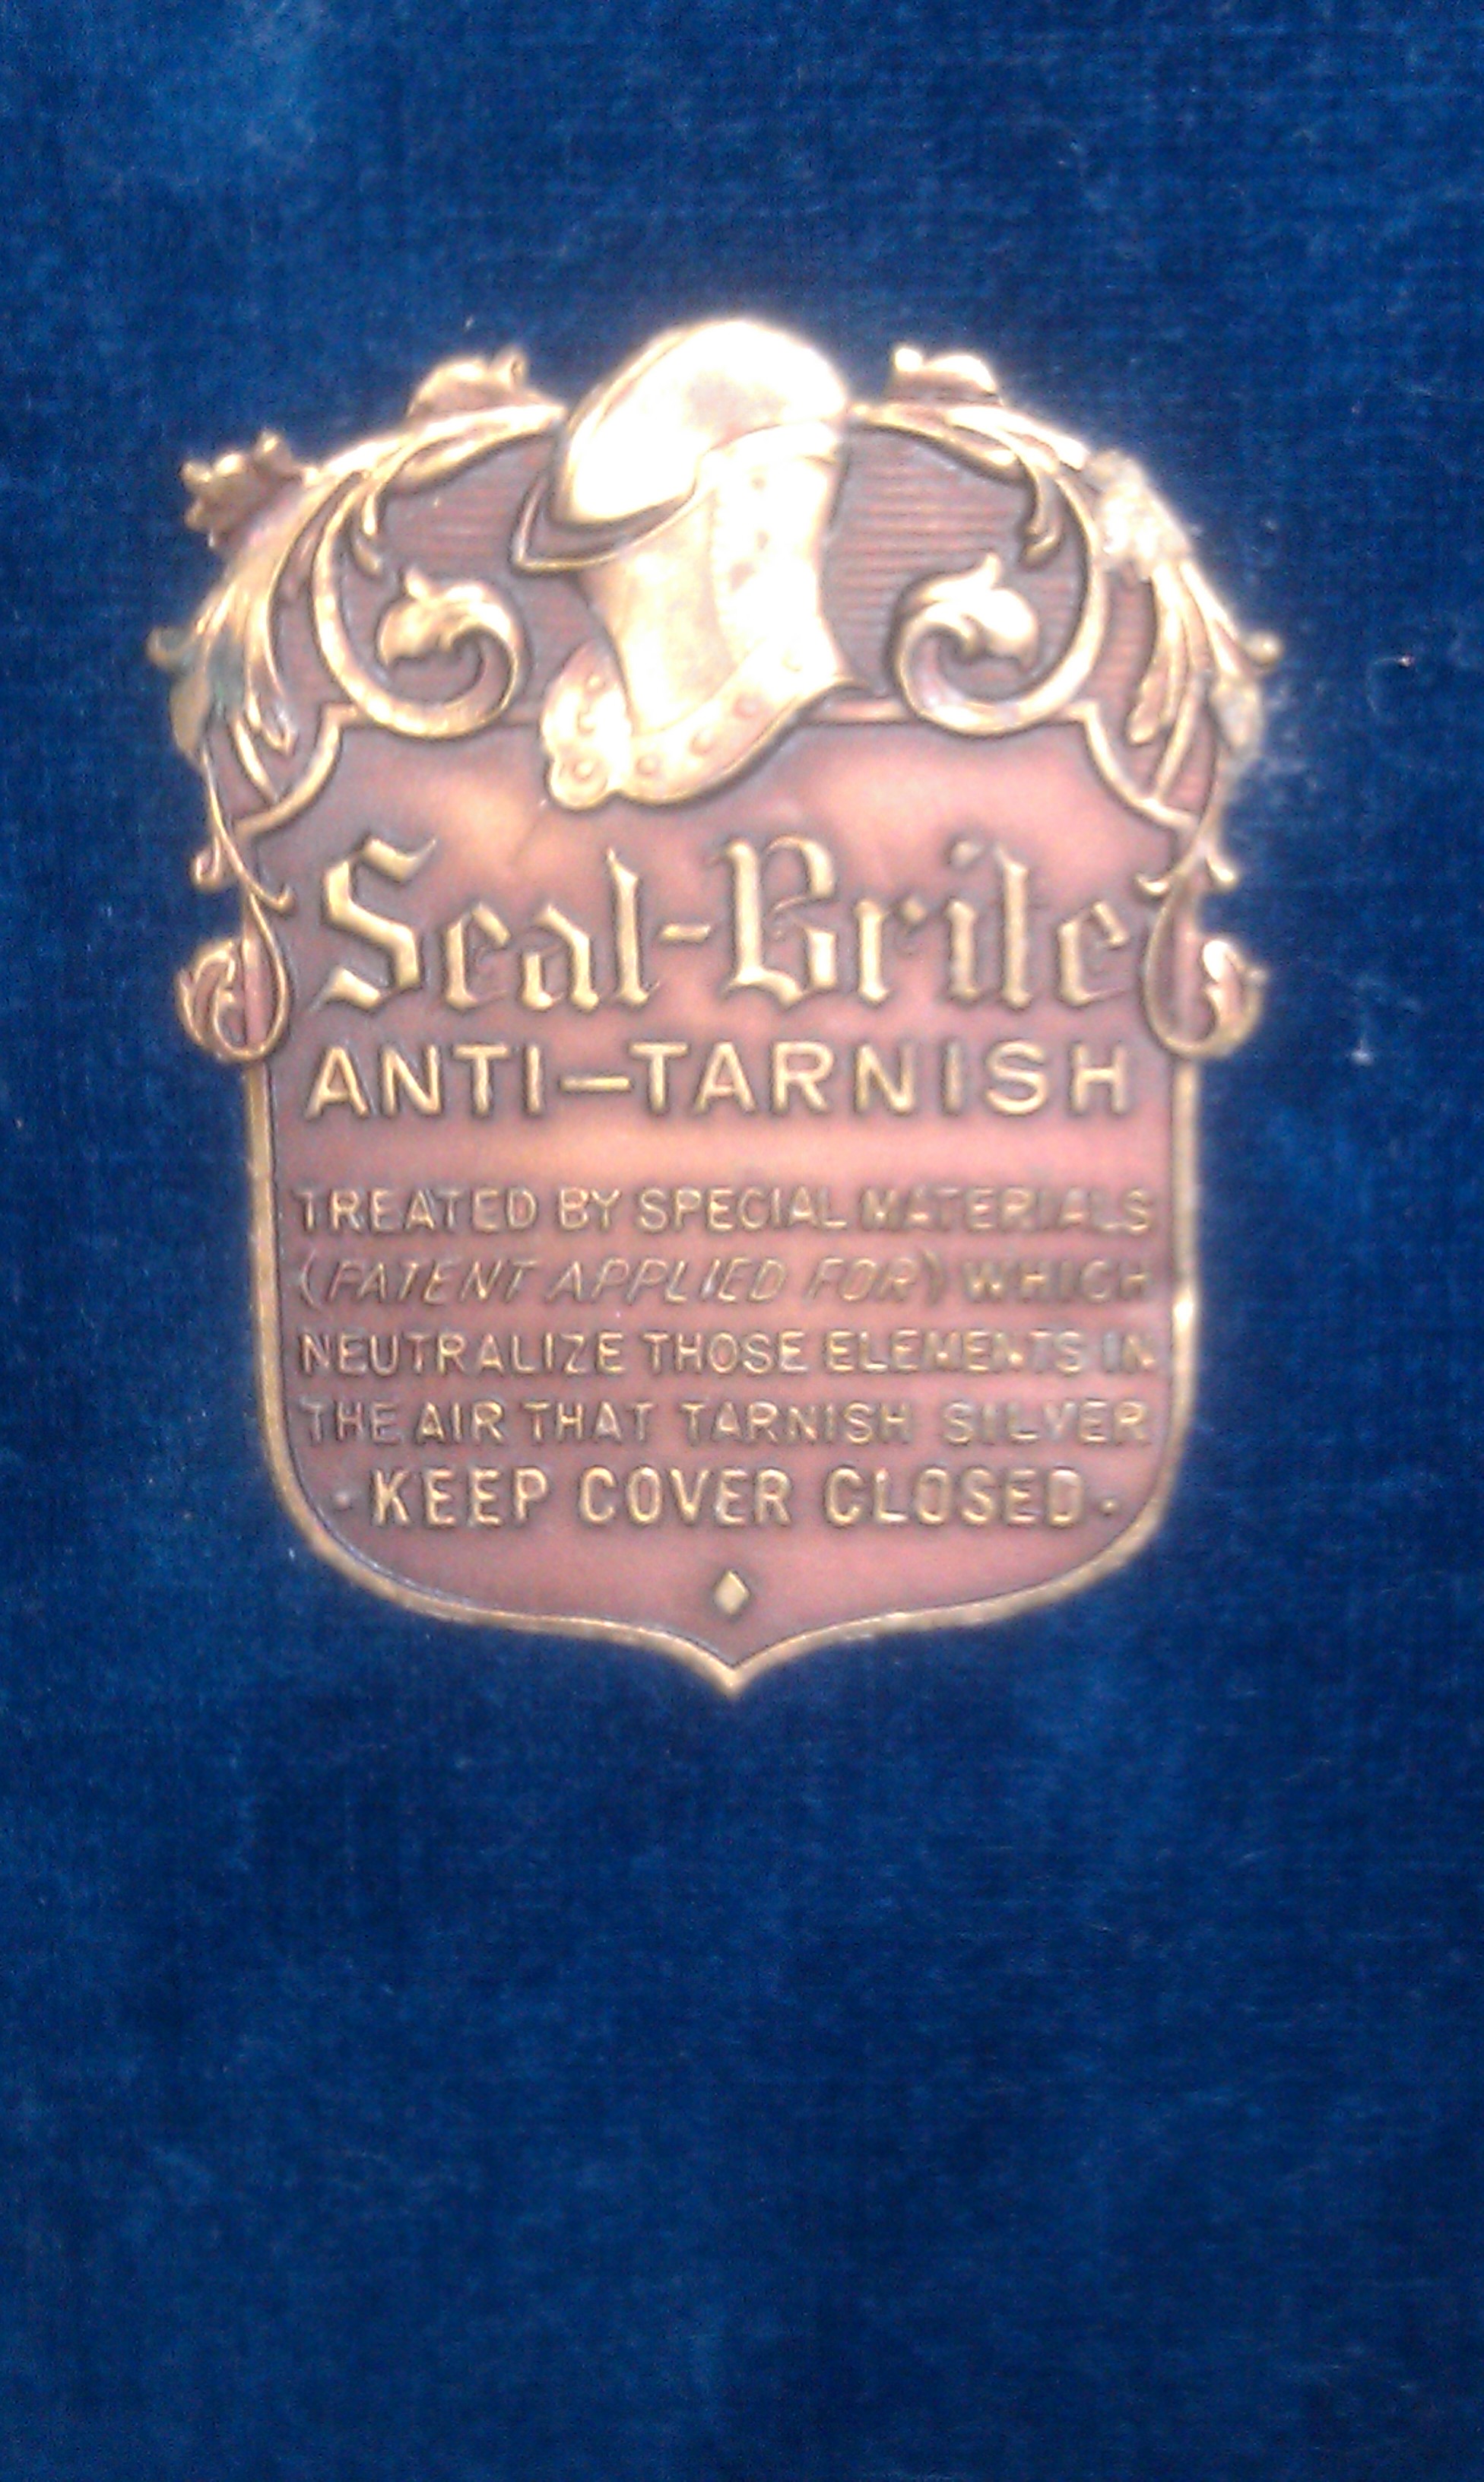 Seal-Brite
ANTI-TARNISH
TREATED BY SPECIAL MATERIALS
(PATENT APPLIED FOR) WHICH
NEUTRALIZE THOSE ELEMENTS IN
THE AIR THAT TARNISH SILVER
· KEEP COVER CLOSED ·